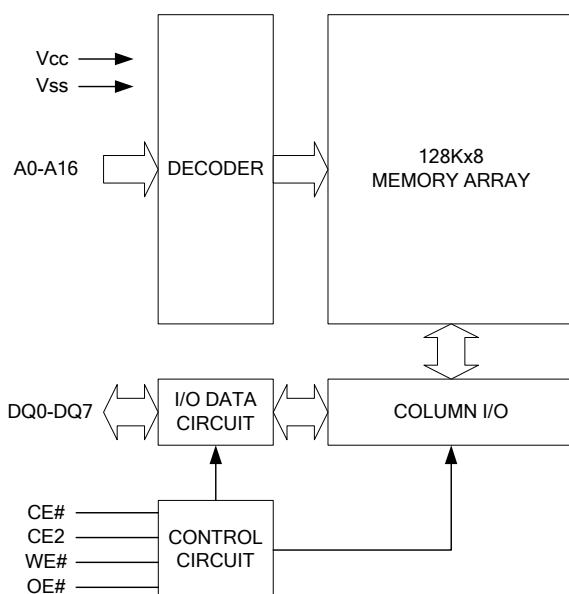 Vcc
Vss
A0-A16
DECODER
128Kx8
MEMORY ARRAY
DQ0-DQ7
I/O DATA
CIRCUIT
COLUMN I/O
CE#
CE2
WE#
OE#
CONTROL
CIRCUIT